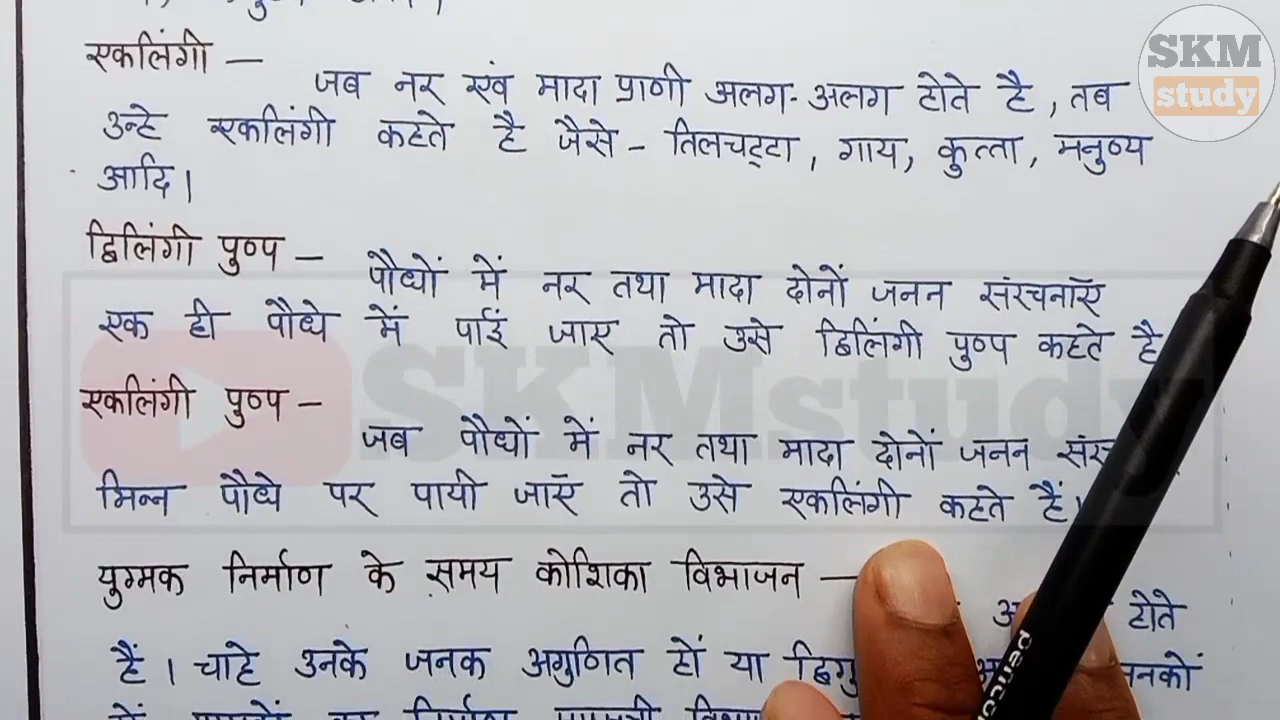 SKM
study
एकलिंगी –
जब नर एवं मादा प्राणी अलग-अलग होते है, तब
उन्हे एकलिंगी कहते है जैसे – तिलचट्टा, गाय, कुत्ता, मनुष्य
आदि।
द्विलिंगी पुष्प –
पौधों में नर तथा मादा दोनों जनन संरचनाएँ
एक ही पौधे में पाईं जाए तो उसे द्विलिंगी पुष्प कहते है
SKMstudy
एकलिंगी पुष्प –
जब पौधों में नर तथा मादा दोनों जनन
भिन्न पौधे पर पायी जाएँ तो उसे एकलिंगी कहते हैं।
युग्मक निर्माण के समय कोशिका विभाजन –
होते
हैं। चाहे उनके जनक अगुणित हों या